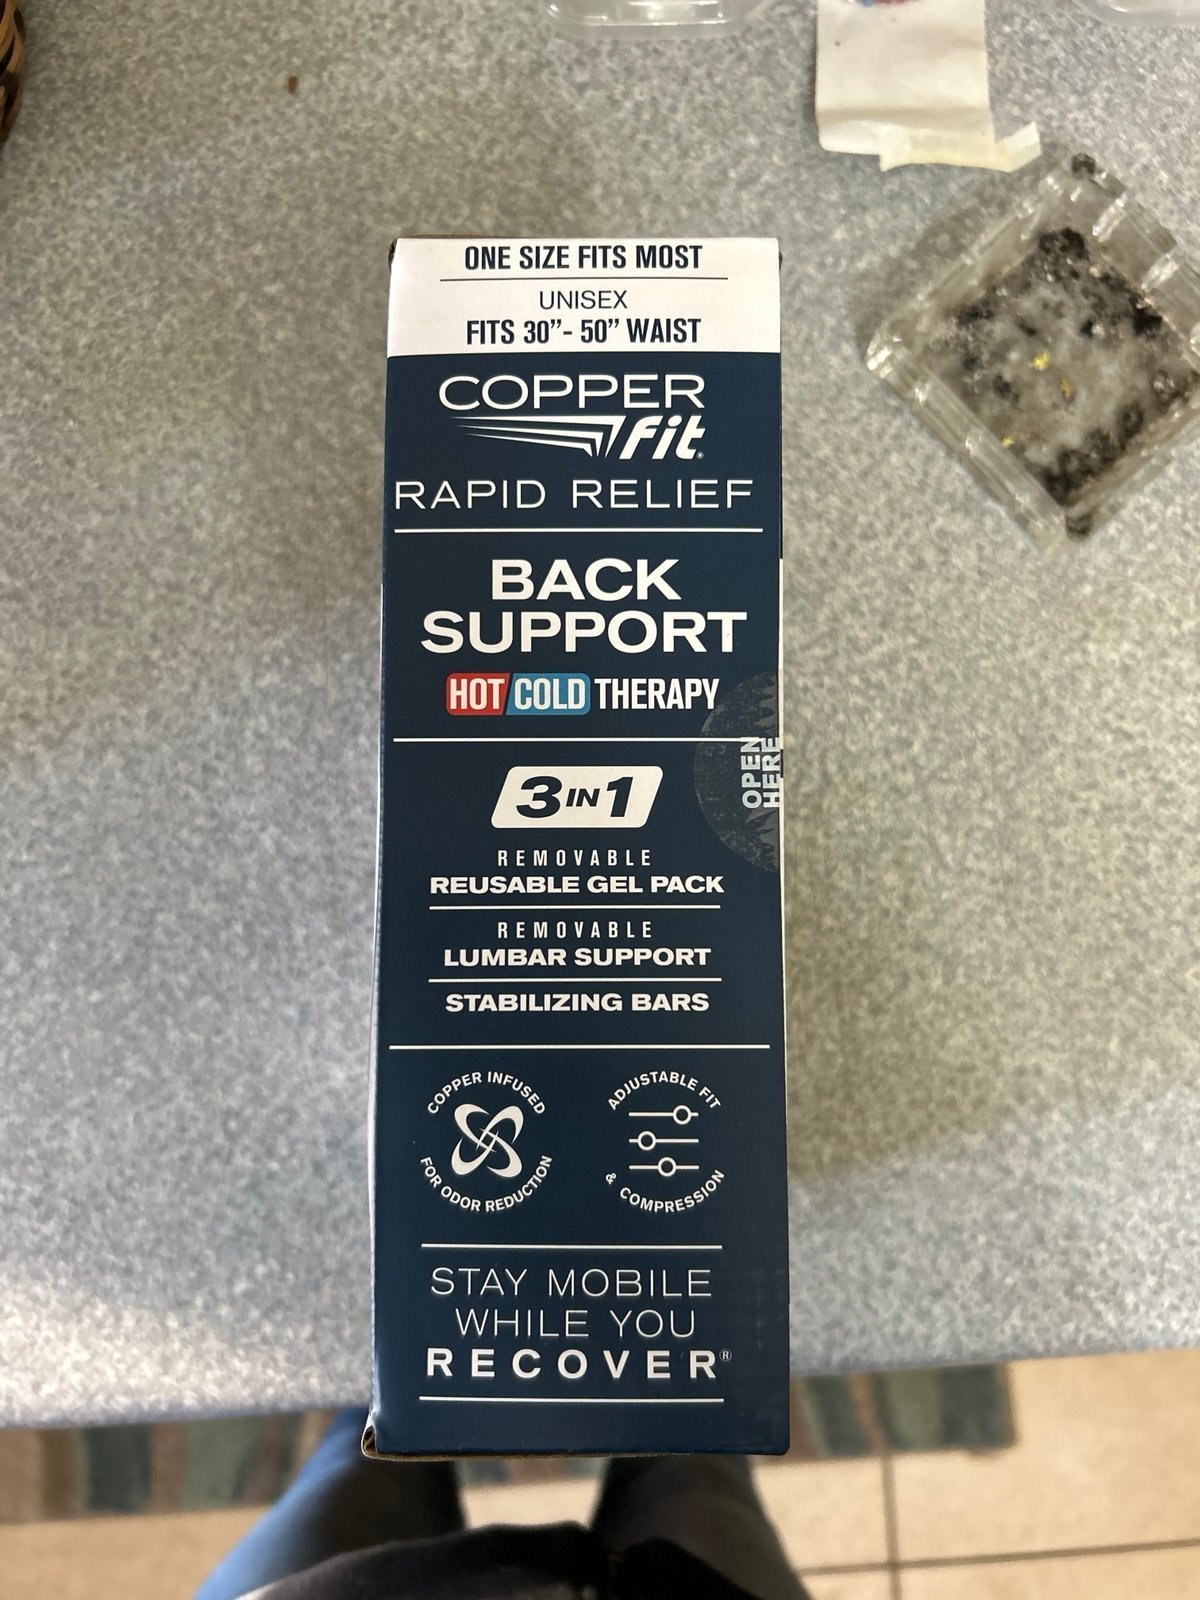 ONE SIZE FITS MOST
UNISEX
FITS 30”- 50” WAIST
COPPER
fit®
RAPID RELIEF
BACK
SUPPORT
HOT/COLD THERAPY
OPEN
HERE
3 IN 1
REMOVABLE
REUSABLE GEL PACK
REMOVABLE
LUMBAR SUPPORT
STABILIZING BARS
COPPER INFUSED
FOR ODOR REDUCTION
ADJUSTABLE FIT
& COMPRESSION
STAY MOBILE
WHILE YOU
RECOVER®